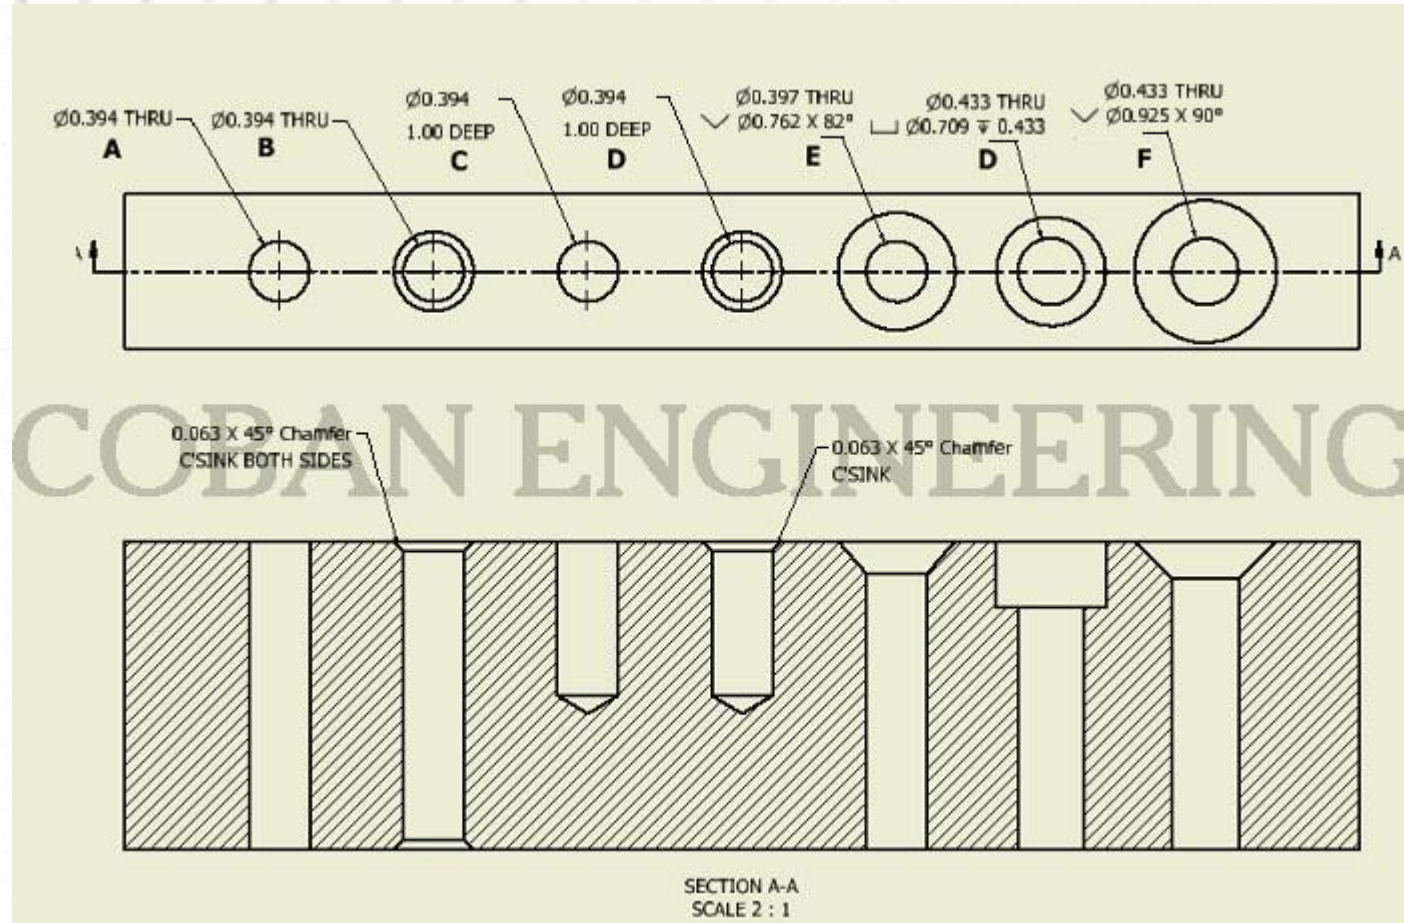 Ø0.394 THRU
A
Ø0.394 THRU
B
Ø0.394
1.00 DEEP
C
Ø0.394
1.00 DEEP
D
Ø0.397 THRU
⌵ Ø0.762 X 82°
E
Ø0.433 THRU
⌴ Ø0.709 ↧ 0.433
D
Ø0.433 THRU
⌵ Ø0.925 X 90°
F
A
A
COBAN ENGINEERING
0.063 X 45° Chamfer
C'SINK BOTH SIDES
0.063 X 45° Chamfer
C'SINK
SECTION A-A
SCALE 2 : 1